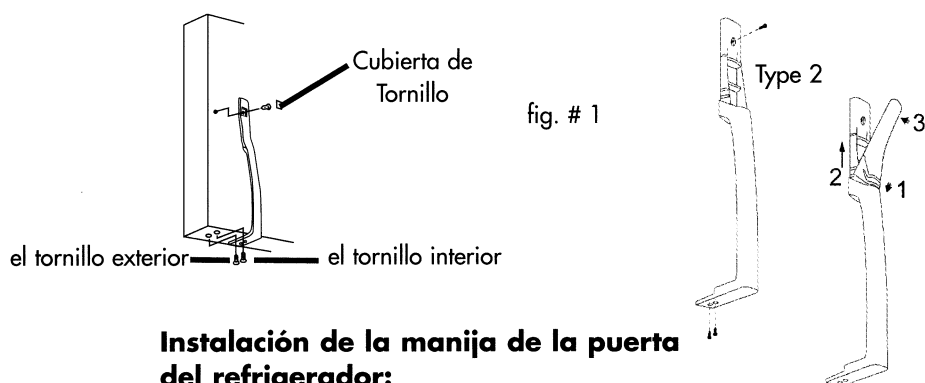 Cubierta de
Tornillo
el tornillo exterior
el tornillo interior
fig. # 1
Type 2
3
2
1
Instalación de la manija de la puerta
del refrigerador: